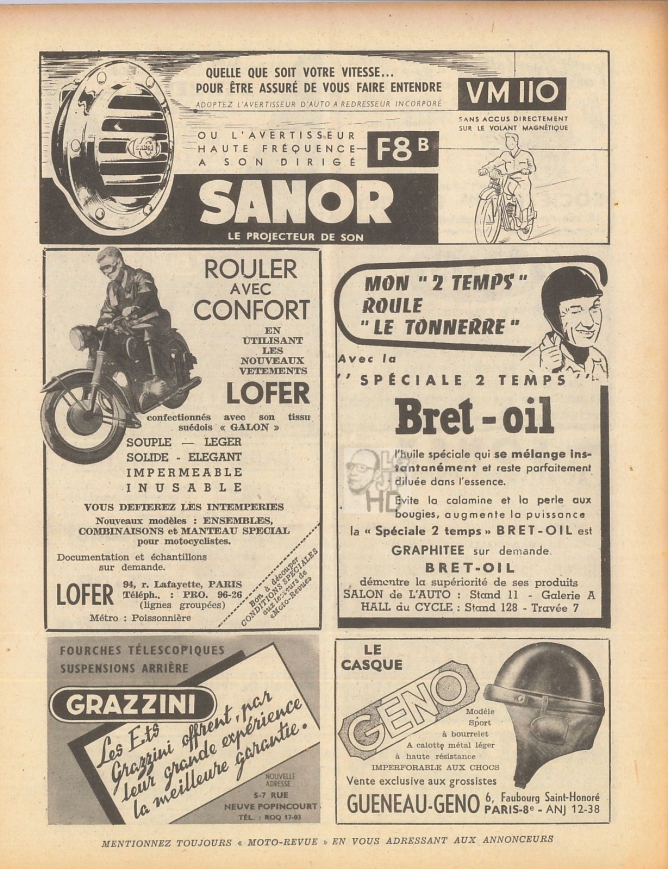 QUELLE QUE SOIT VOTRE VITESSE...
POUR ÊTRE ASSURÉ DE VOUS FAIRE ENTENDRE
ADOPTEZ L'AVERTISSEUR D'AUTO A REDRESSEUR INCORPORÉ
VM 110
SANS ACCUS DIRECTEMENT
SUR LE VOLANT MAGNÉTIQUE
OU L'AVERTISSEUR
HAUTE FRÉQUENCE
A SON DIRIGÉ
F8 B
SANOR
LE PROJECTEUR DE SON
ROULER
AVEC
CONFORT
EN
UTILISANT
LES
NOUVEAUX
VETEMENTS
LOFER
confectionnés avec son tissu
suédois « GALON »
SOUPLE — LEGER
SOLIDE - ELEGANT
IMPERMEABLE
INUSABLE
VOUS DEFIEREZ LES INTEMPERIES
Nouveaux modèles : ENSEMBLES,
COMBINAISONS et MANTEAU SPECIAL
pour motocyclistes.
Documentation et échantillons
sur demande.
LOFER
94, r. Lafayette, PARIS
Téléph. : PRO. 96-26
(lignes groupées)
Métro : Poissonnière
Bon à découper
CONDITIONS SPÉCIALES
aux lecteurs de
«Moto-Revue»
MON "2 TEMPS"
ROULE
"LE TONNERRE"
Avec la
"SPÉCIALE 2 TEMPS"
Bret-oil
l'huile spéciale qui se mélange ins-
tantanément et reste parfaitement
diluée dans l'essence.
Evite la calamine et la perle aux
bougies, augmente la puissance
la « Spéciale 2 temps » BRET-OIL est
GRAPHITEE sur demande.
BRET-OIL
démontre la supériorité de ses produits
SALON de L'AUTO : Stand 11 - Galerie A
HALL du CYCLE : Stand 128 - Travée 7
FOURCHES TÉLESCOPIQUES
SUSPENSIONS ARRIÈRE
GRAZZINI
Les Ets
Grazzini offrent, par
leur grande expérience
la meilleure garantie.
NOUVELLE
ADRESSE
5-7 RUE
NEUVE POPINCOURT
TÉL. : ROQ 17-03
LE
CASQUE
GENO
Modèle
Sport
à bourrelet
A calotte métal léger
à haute résistance
IMPERFORABLE AUX CHOCS
Vente exclusive aux grossistes
GUENEAU-GENO
6, Faubourg Saint-Honoré
PARIS-8e - ANJ 12-38
MENTIONNEZ TOUJOURS « MOTO-REVUE » EN VOUS ADRESSANT AUX ANNONCEURS